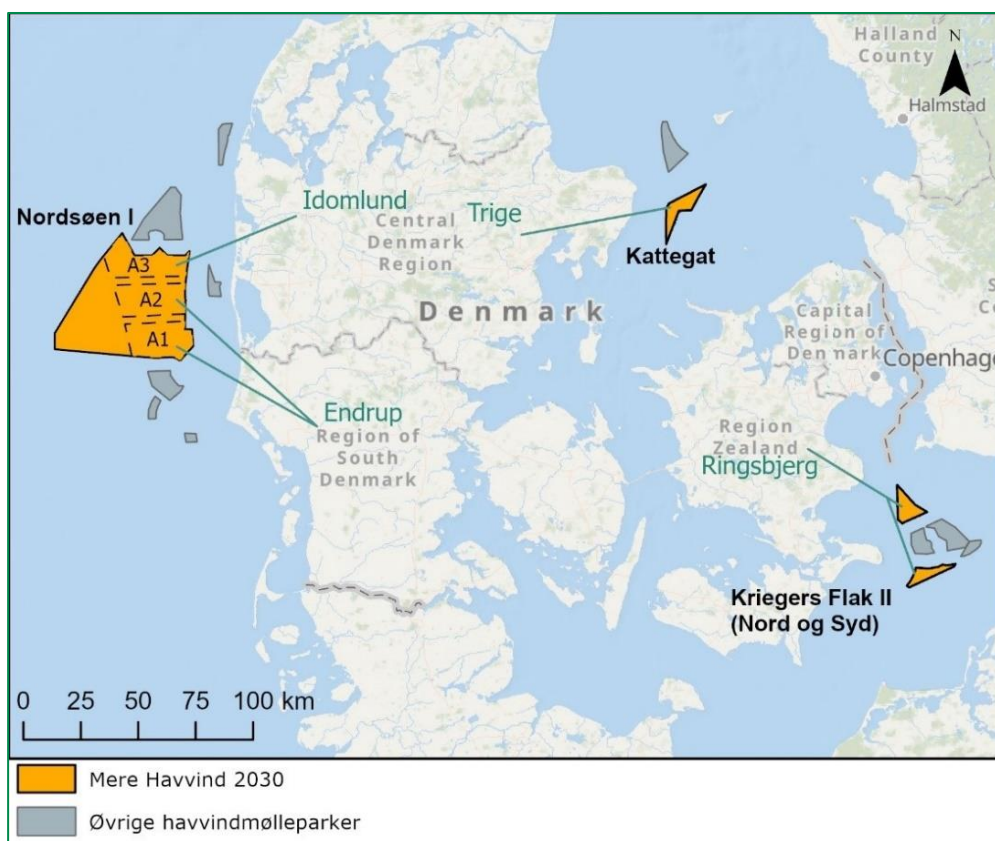 Halland
County
N
Halmstad
Nordsøen I
Idomlund
Trige
Central
Denmark
Region
Kattegat
A3
A2
A1
Denmark
Capital
Region of
Denmark
Copenhage
Endrup
Region of
South
Denmark
Region
Zealand
Ringsbjerg
Kriegers Flak II
(Nord og Syd)
0 25 50 75 100 km
Mere Havvind 2030
Øvrige havvindmølleparker